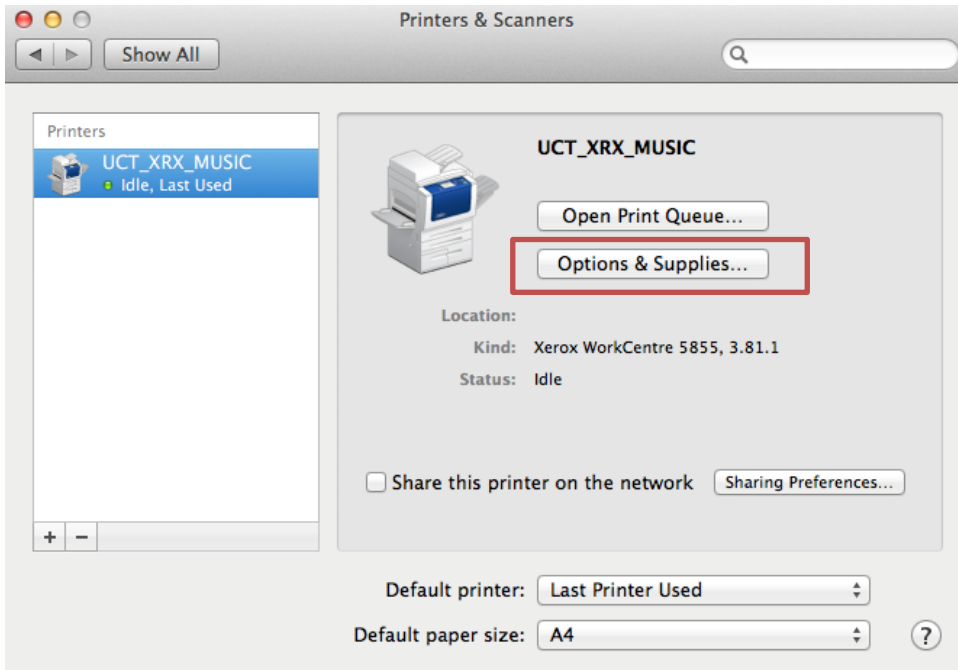 Printers & Scanners
Show All
Printers
UCT_XRX_MUSIC
Idle, Last Used
UCT_XRX_MUSIC
Open Print Queue...
Options & Supplies...
Location:
Kind: Xerox WorkCentre 5855, 3.81.1
Status: Idle
Share this printer on the network Sharing Preferences...
+ −
Default printer: Last Printer Used
Default paper size: A4 ?